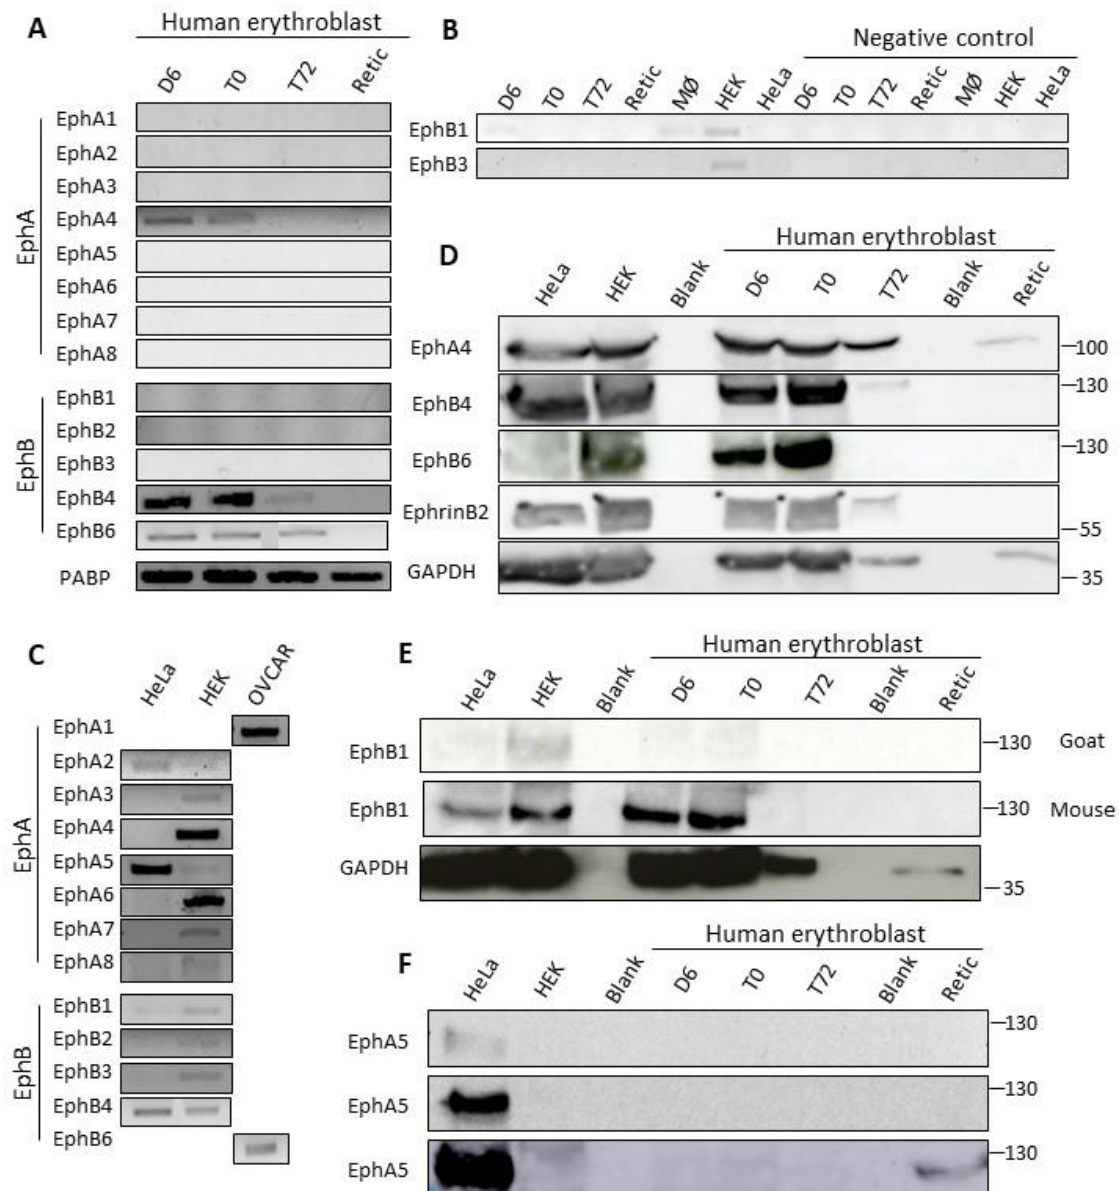 A
Human erythroblast
D6 T0 T72 Retic
EphA
EphA1
EphA2
EphA3
EphA4
EphA5
EphA6
EphA7
EphA8
EphB
EphB1
EphB2
EphB3
EphB4
EphB6
PABP
B
Negative control
D6 T0 T72 Retic MØ HEK HeLa D6 T0 T72 Retic MØ HEK HeLa
EphB1
EphB3
D
Human erythroblast
HeLa HEK Blank D6 T0 T72 Blank Retic
EphA4 100
EphB4 130
EphB6 130
EphrinB2 55
GAPDH 35
C
HeLa HEK OVCAR
EphA
EphA1
EphA2
EphA3
EphA4
EphA5
EphA6
EphA7
EphA8
EphB
EphB1
EphB2
EphB3
EphB4
EphB6
E
Human erythroblast
HeLa HEK Blank D6 T0 T72 Blank Retic
EphB1 130 Goat
EphB1 130 Mouse
GAPDH 35
F
Human erythroblast
HeLa HEK Blank D6 T0 T72 Blank Retic
EphA5 130
EphA5 130
EphA5 130